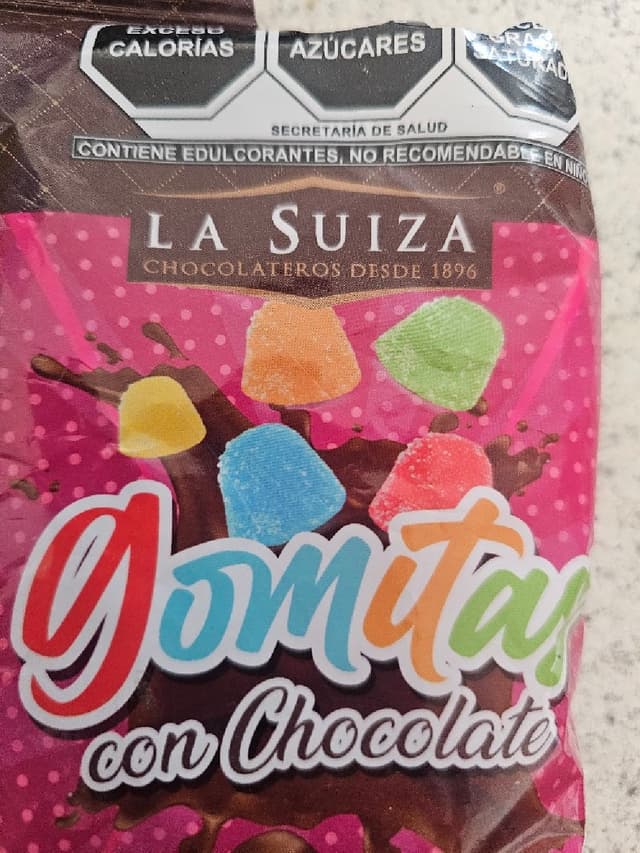 EXCESO
CALORÍAS
AZÚCARES
GRASAS
SECRETARÍA DE SALUD
CONTIENE EDULCORANTES, NO RECOMENDABLE EN
LA SUIZA
®
CHOCOLATEROS DESDE 1896
gomitas
con Chocolate